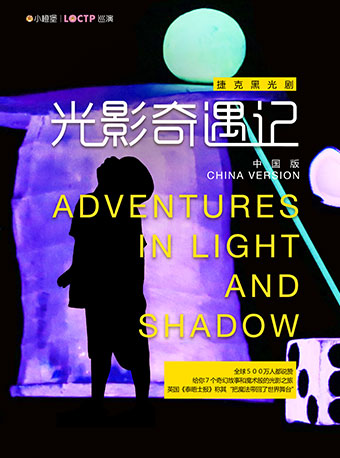 小橙堡 LOCTP 巡演
捷克黑光剧
光影奇遇记
中国版
CHINA VERSION
ADVENTURES
IN LIGHT
AND
SHADOW
全球500万人都说赞
给你7个奇幻故事和魔术般的光影之旅
英国《泰晤士报》称其“把魔法带回了世界舞台”